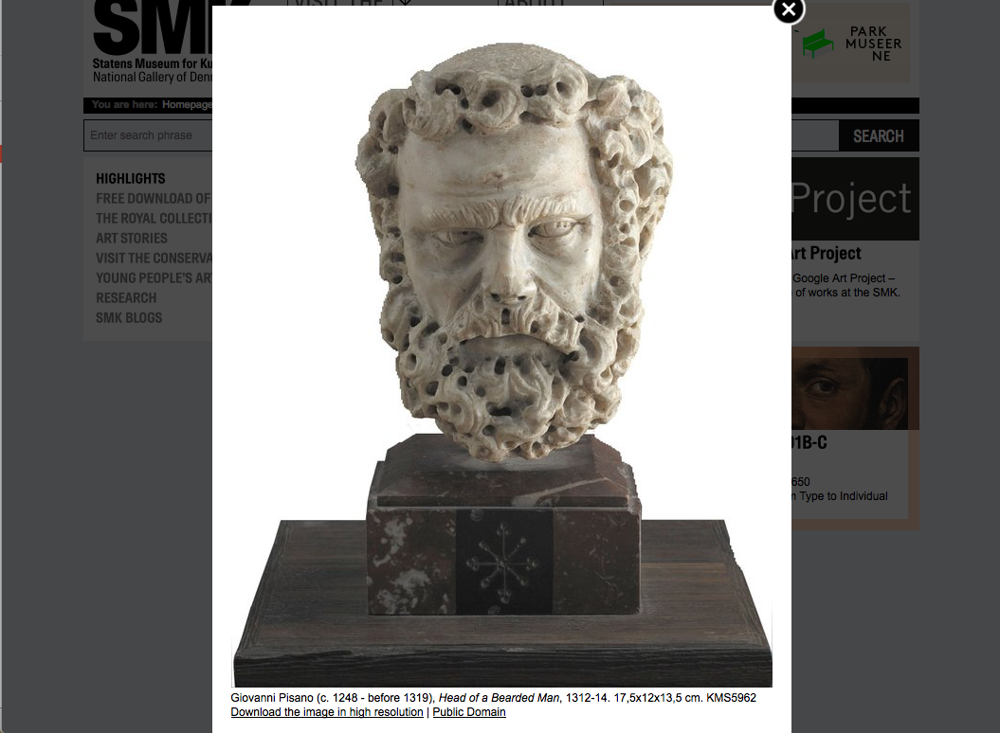 VISIT THE
ABOUT
SMK
Statens Museum for Ku
National Gallery of Denm
PARK
MUSEER
NE
You are here: Homepage
Enter search phrase
SEARCH
HIGHLIGHTS
FREE DOWNLOAD OF
THE ROYAL COLLECTI
ART STORIES
VISIT THE CONSERVA
YOUNG PEOPLE'S AR
RESEARCH
SMK BLOGS
Project
Art Project
Google Art Project –
of works at the SMK.
01B-C
650
Type to Individual
Giovanni Pisano (c. 1248 - before 1319), Head of a Bearded Man, 1312-14. 17,5x12x13,5 cm. KMS5962
Download the image in high resolution | Public Domain